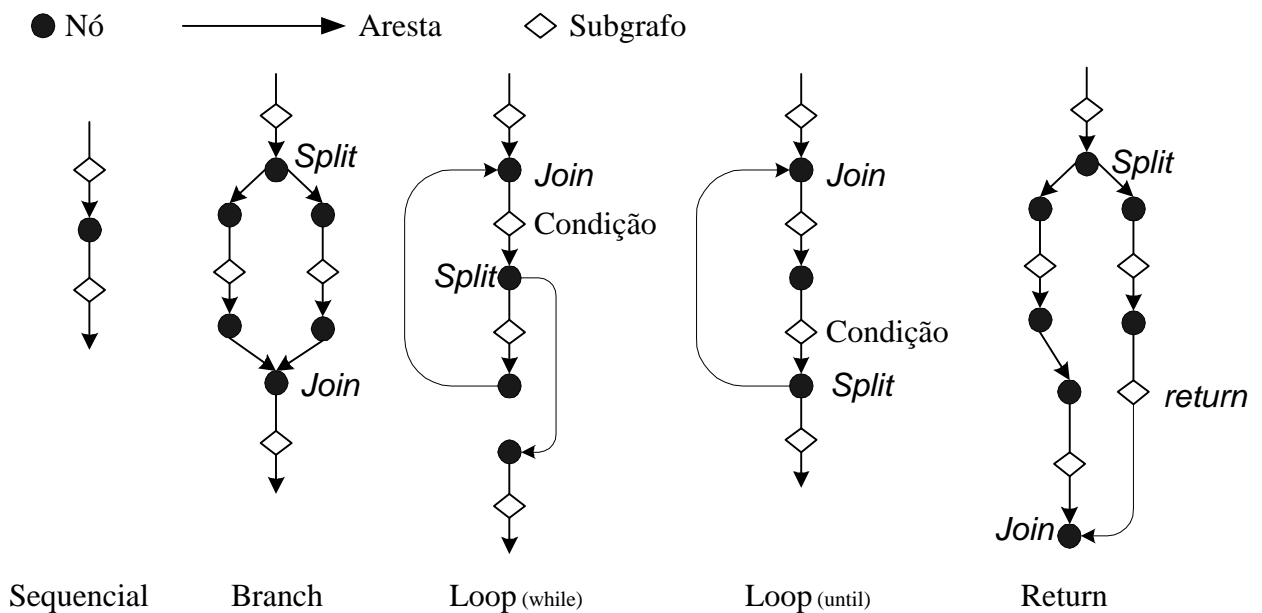 Nó Aresta Subgrafo
Split
Join
Join
Condição
Split
Join
Condição
Split
Split
return
Join
Sequencial Branch Loop (while) Loop (until) Return